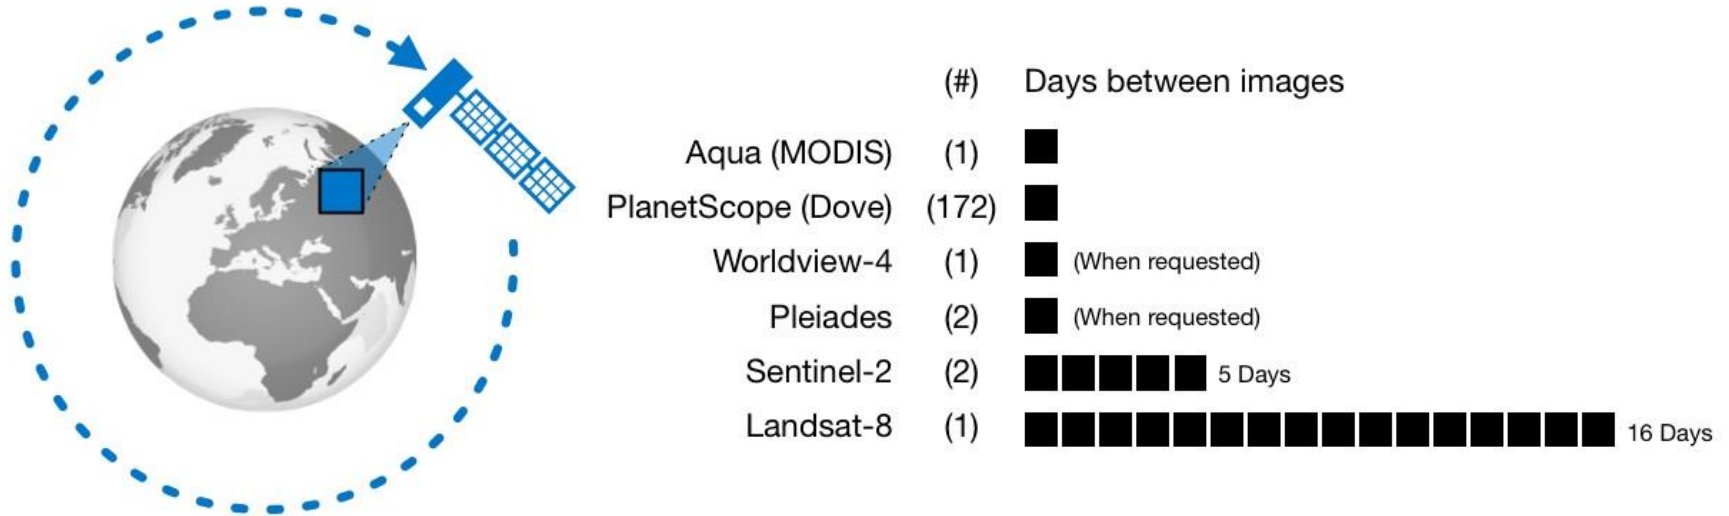 (#) Days between images
Aqua (MODIS) (1)
PlanetScope (Dove) (172)
Worldview-4 (1) (When requested)
Pleiades (2) (When requested)
Sentinel-2 (2) 5 Days
Landsat-8 (1) 16 Days